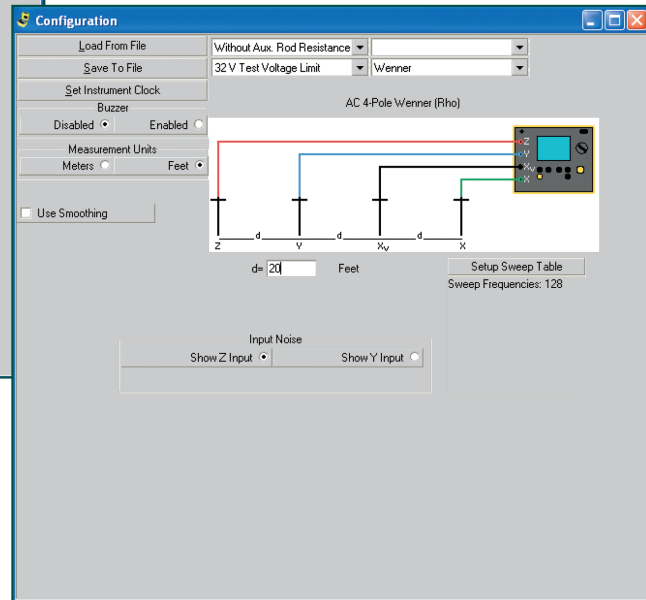 Configuration
Load From File
Without Aux. Rod Resistance
Save To File
32 V Test Voltage Limit
Wenner
Set Instrument Clock
Buzzer
Disabled
Enabled
AC 4-Pole Wenner (Rho)
Measurement Units
Meters
Feet
Use Smoothing
Z
Y
Xv
X
d
d
d
Z
Y
Xv
X
d= 20 Feet
Setup Sweep Table
Sweep Frequencies: 128
Input Noise
Show Z Input
Show Y Input